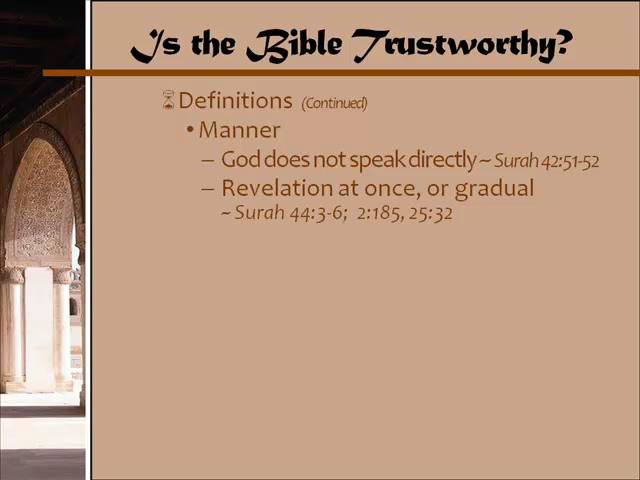 Is the Bible Trustworthy?
Definitions (Continued)
• Manner
– God does not speak directly ~ Surah 42:51-52
– Revelation at once, or gradual
~ Surah 44:3-6; 2:185, 25:32